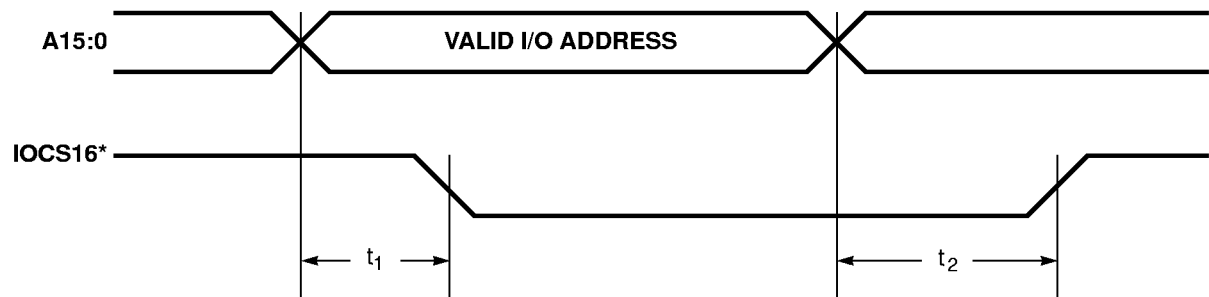 A15:0
VALID I/O ADDRESS
IOCS16*
t1
t2